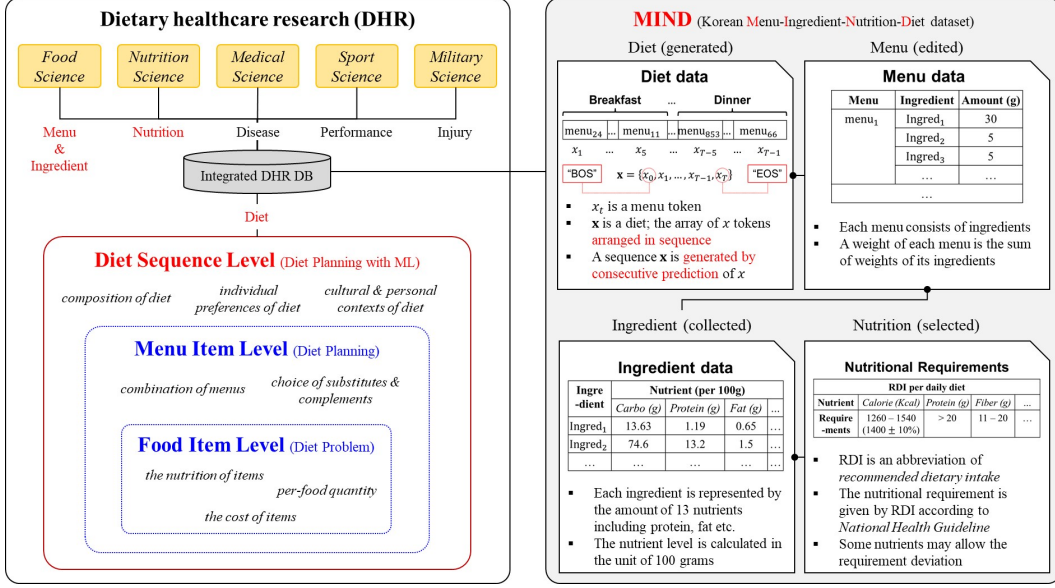 Dietary healthcare research (DHR)
Food
Science
Nutrition
Science
Medical
Science
Sport
Science
Military
Science
Menu
&
Ingredient
Nutrition
Disease
Performance
Injury
Integrated DHR DB
Diet
Diet Sequence Level (Diet Planning with ML)
composition of diet
individual
preferences of diet
cultural & personal
contexts of diet
Menu Item Level (Diet Planning)
combination of menus
choice of substitutes &
complements
Food Item Level (Diet Problem)
the nutrition of items
per-food quantity
the cost of items
MIND (Korean Menu-Ingredient-Nutrition-Diet dataset)
Diet (generated)
Diet data
Breakfast ... Dinner
menu₂₄ ... menu₁₁ ... menu₈₅₃ ... menu₆₆
x₁ ... x₅ ... x_{T-5} ... x_{T-1}
"BOS" x = {x₀, x₁, ..., x_{T-1}, x_T} "EOS"
▪ x_t is a menu token
▪ x is a diet; the array of x tokens
arranged in sequence
▪ A sequence x is generated by
consecutive prediction of x
Menu (edited)
Menu data
Menu Ingredient Amount (g)
menu₁ Ingred₁ 30
Ingred₂ 5
Ingred₃ 5
... ...
...
▪ Each menu consists of ingredients
▪ A weight of each menu is the sum
of weights of its ingredients
Ingredient (collected)
Ingredient data
Ingre
-dient
Nutrient (per 100g)
Carbo (g) Protein (g) Fat (g) ...
Ingred₁ 13.63 1.19 0.65 ...
Ingred₂ 74.6 13.2 1.5 ...
... ... ... ... ...
▪ Each ingredient is represented by
the amount of 13 nutrients
including protein, fat etc.
▪ The nutrient level is calculated in
the unit of 100 grams
Nutrition (selected)
Nutritional Requirements
RDI per daily diet
Nutrient Calorie (Kcal) Protein (g) Fiber (g) ...
Require
-ments
1260 – 1540
(1400 ± 10%)
> 20 11 – 20 ...
▪ RDI is an abbreviation of
recommended dietary intake
▪ The nutritional requirement is
given by RDI according to
National Health Guideline
▪ Some nutrients may allow the
requirement deviation